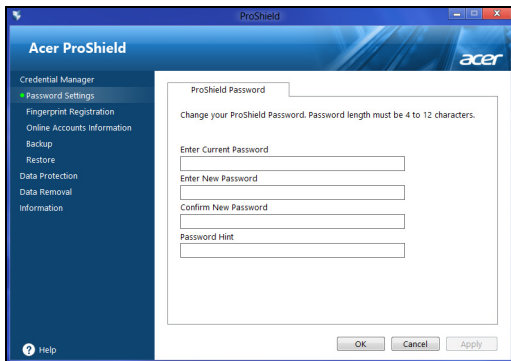 ProShield
Acer ProShield
acer
Credential Manager
Password Settings
Fingerprint Registration
Online Accounts Information
Backup
Restore
Data Protection
Data Removal
Information
Help
ProShield Password
Change your ProShield Password. Password length must be 4 to 12 characters.
Enter Current Password
Enter New Password
Confirm New Password
Password Hint
OK
Cancel
Apply